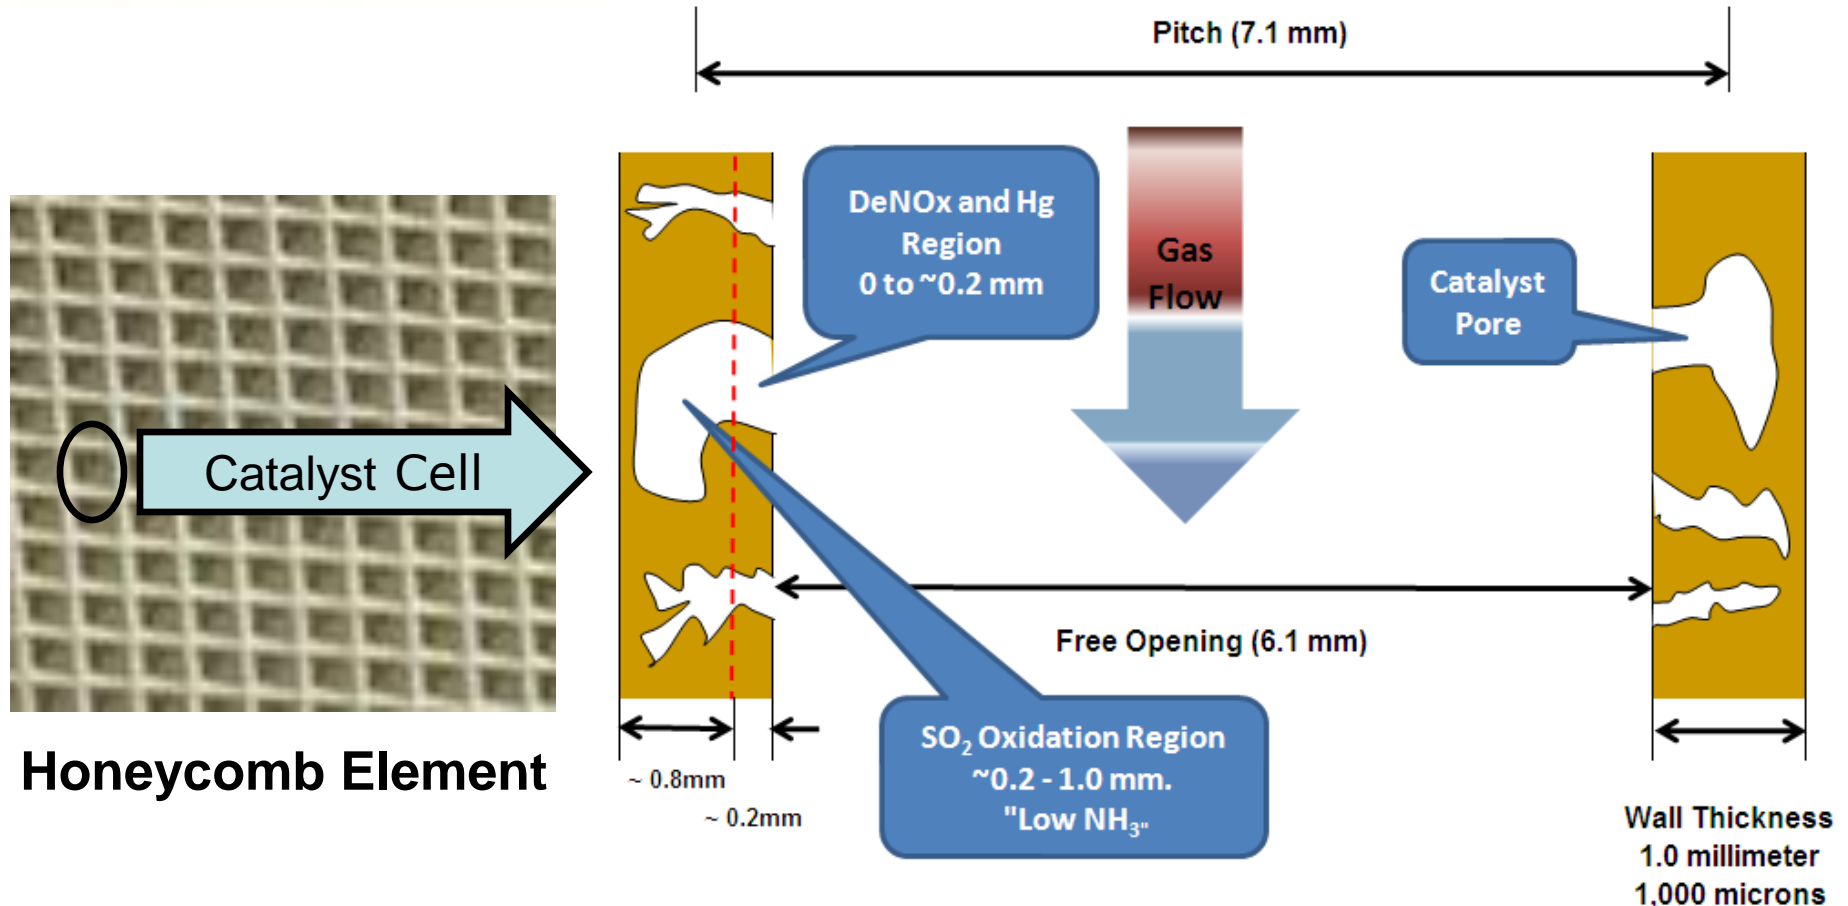 Pitch (7.1 mm)
DeNOx and Hg
Region
0 to ~0.2 mm
Gas
Flow
Catalyst
Pore
Catalyst Cell
Free Opening (6.1 mm)
SO₂ Oxidation Region
~0.2 - 1.0 mm.
"Low NH₃"
Honeycomb Element
~ 0.8mm
~ 0.2mm
Wall Thickness
1.0 millimeter
1,000 microns